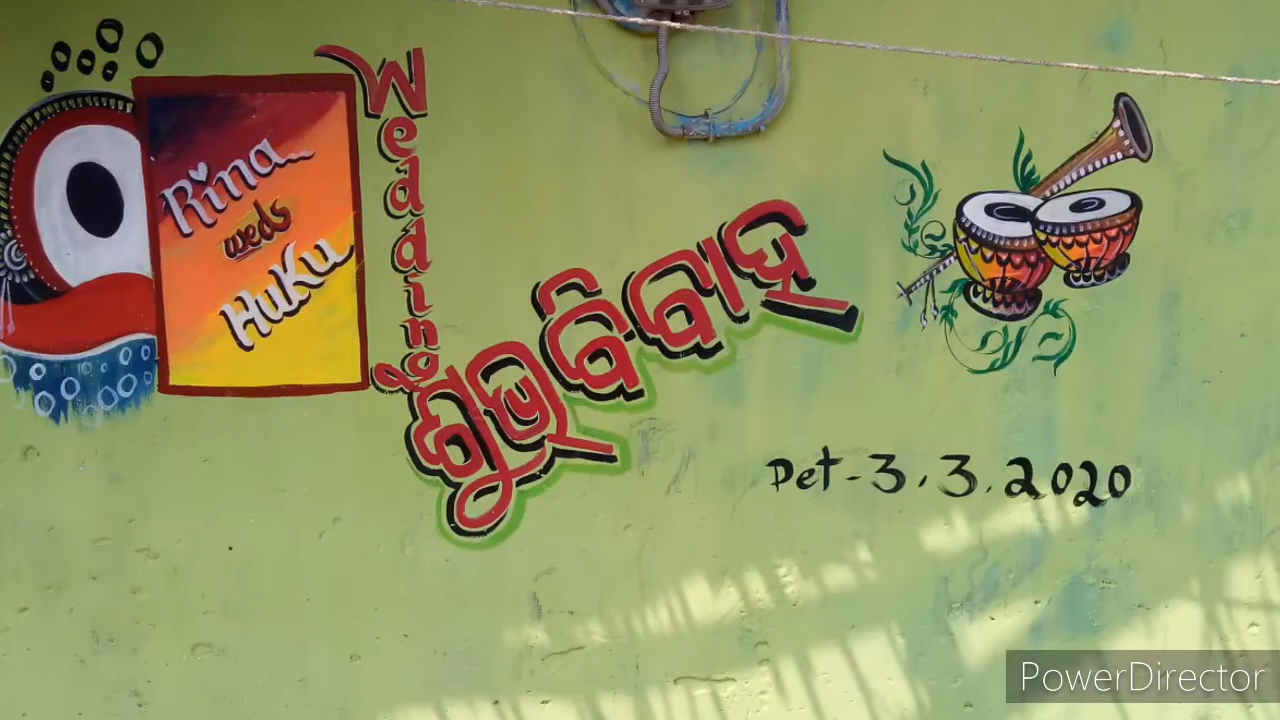 Rina
weds
Huku
Wedding
ଶୁଭ ବିବାହ
Det-3.3.2020
PowerDirector